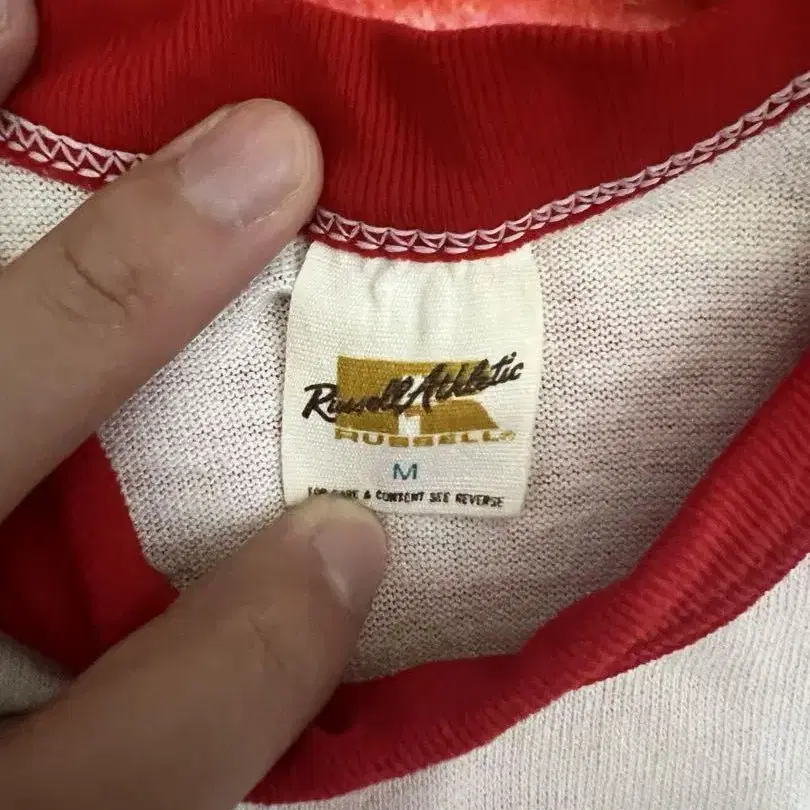 Russell Athletic
RUSSELL®
M
FOR CARE & CONTENT SEE REVERSE